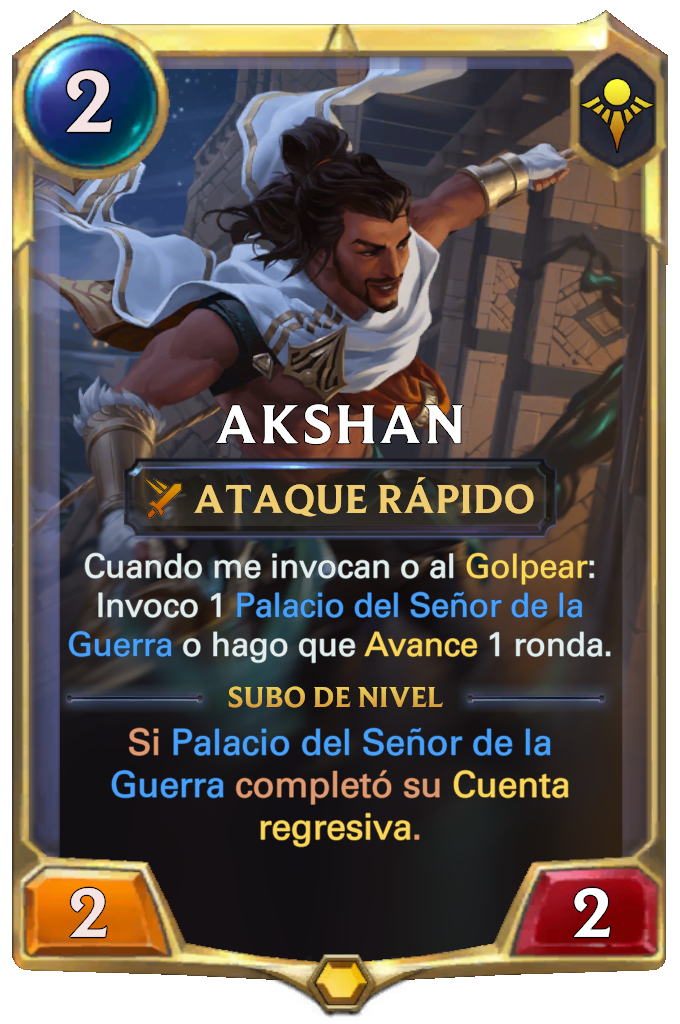 2
AKSHAN
ATAQUE RÁPIDO
Cuando me invocan o al Golpear:
Invoco 1 Palacio del Señor de la
Guerra o hago que Avance 1 ronda.
SUBO DE NIVEL
Si Palacio del Señor de la
Guerra completó su Cuenta
regresiva.
2
2